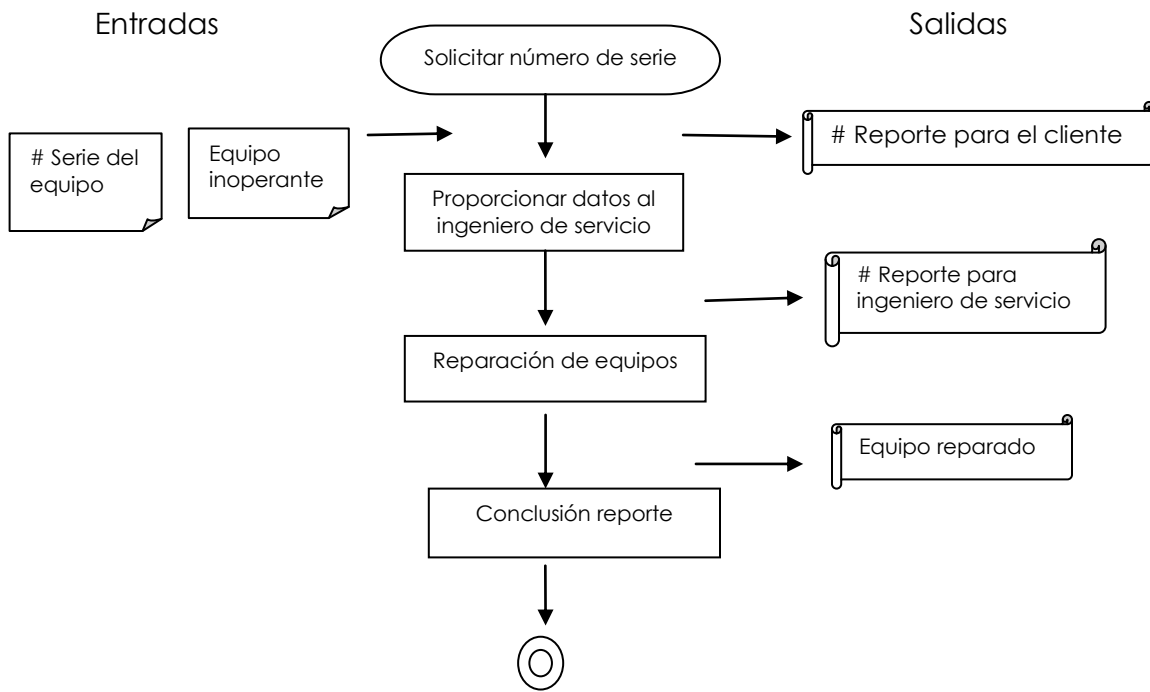 Entradas
Salidas
Solicitar número de serie
# Serie del
equipo
Equipo
inoperante
# Reporte para el cliente
Proporcionar datos al
ingeniero de servicio
# Reporte para
ingeniero de servicio
Reparación de equipos
Equipo reparado
Conclusión reporte